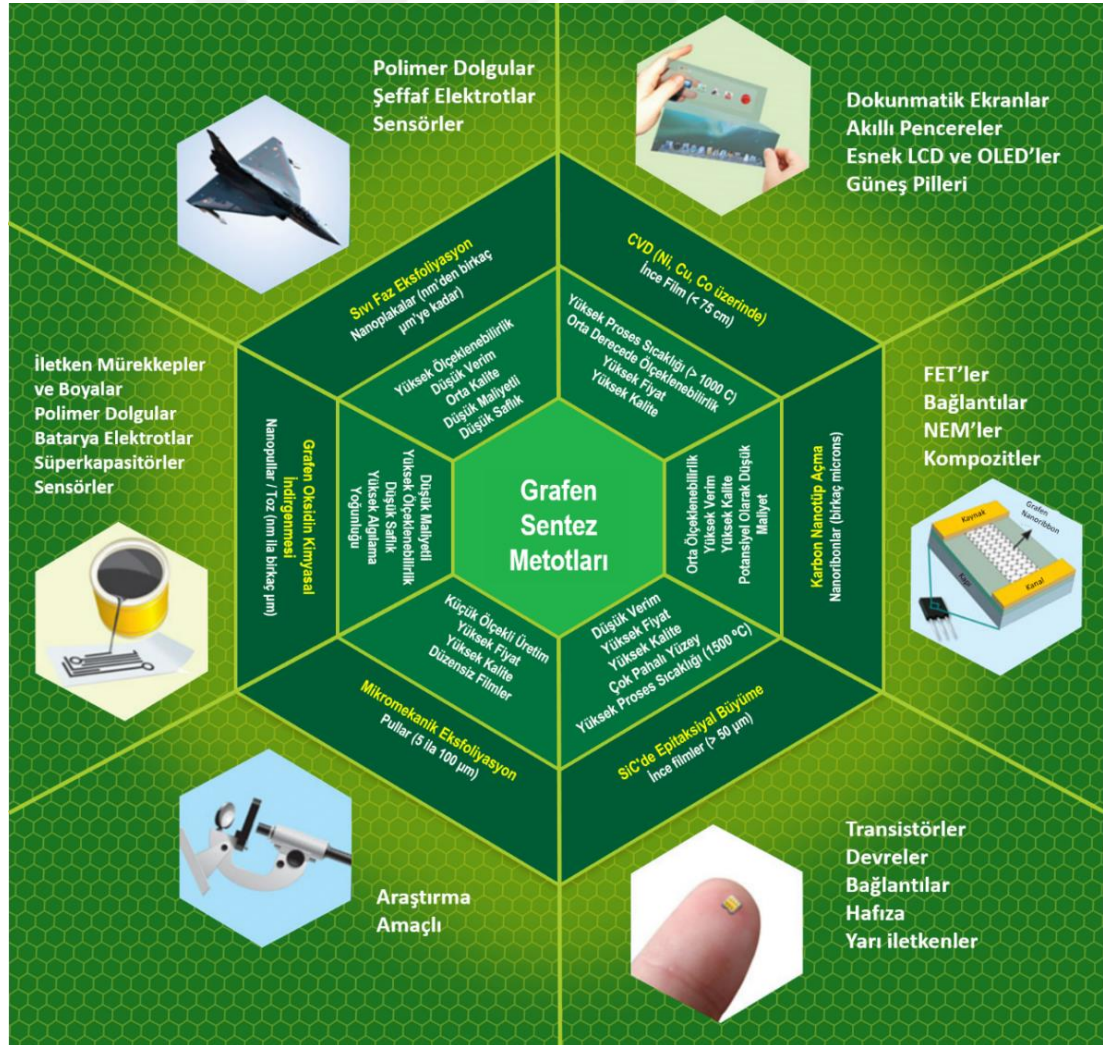 Polimer Dolgular
Şeffaf Elektrotlar
Sensörler
Dokunmatik Ekranlar
Akıllı Pencereler
Esnek LCD ve OLED'ler
Güneş Pilleri
Sıvı Faz Eksfoliyasyon
Nanoplakalar (nm'den birkaç
µm'ye kadar)
CVD (Ni, Cu, Co üzerinde)
İnce Film (< 75 cm)
Yüksek Ölçeklenebilirlik
Düşük Verim
Orta Kalite
Düşük Maliyetli
Düşük Saflık
Yüksek Proses Sıcaklığı (> 1000 C)
Orta Derecede Ölçeklenebilirlik
Yüksek Fiyat
Yüksek Kalite
İletken Mürekkepler
ve Boyalar
Polimer Dolgular
Batarya Elektrotlar
Süperkapasitörler
Sensörler
Grafen Oksidin Kimyasal
İndirgenmesi
Nanopullar / Toz (nm ila birkaç µm)
Düşük Maliyetli
Yüksek Ölçeklenebilirlik
Düşük Saflık
Yüksek Aşılama
Yoğunluğu
Grafen
Sentez
Metotları
Orta Ölçeklenebilirlik
Yüksek Verim
Yüksek Kalite
Potansiyel Olarak Düşük
Maliyet
Karbon Nanotüp Açma
Nanoribonlar (birkaç microns)
FET'ler
Bağlantılar
NEM'ler
Kompozitler
Kaynak
Grafen
Nanoribbon
Kapı
Kanal
Küçük Ölçekli Üretim
Yüksek Fiyat
Yüksek Kalite
Düzensiz Filmler
Düşük Verim
Yüksek Fiyat
Yüksek Kalite
Çok Pahalı Yüzey
Yüksek Proses Sıcaklığı (1500 ºC)
Mikromekanik Eksfoliyasyon
Pullar (5 ila 100 µm)
SiC'de Epitaksiyal Büyüme
İnce filmler (> 50 µm)
Araştırma
Amaçlı
Transistörler
Devreler
Bağlantılar
Hafıza
Yarı iletkenler